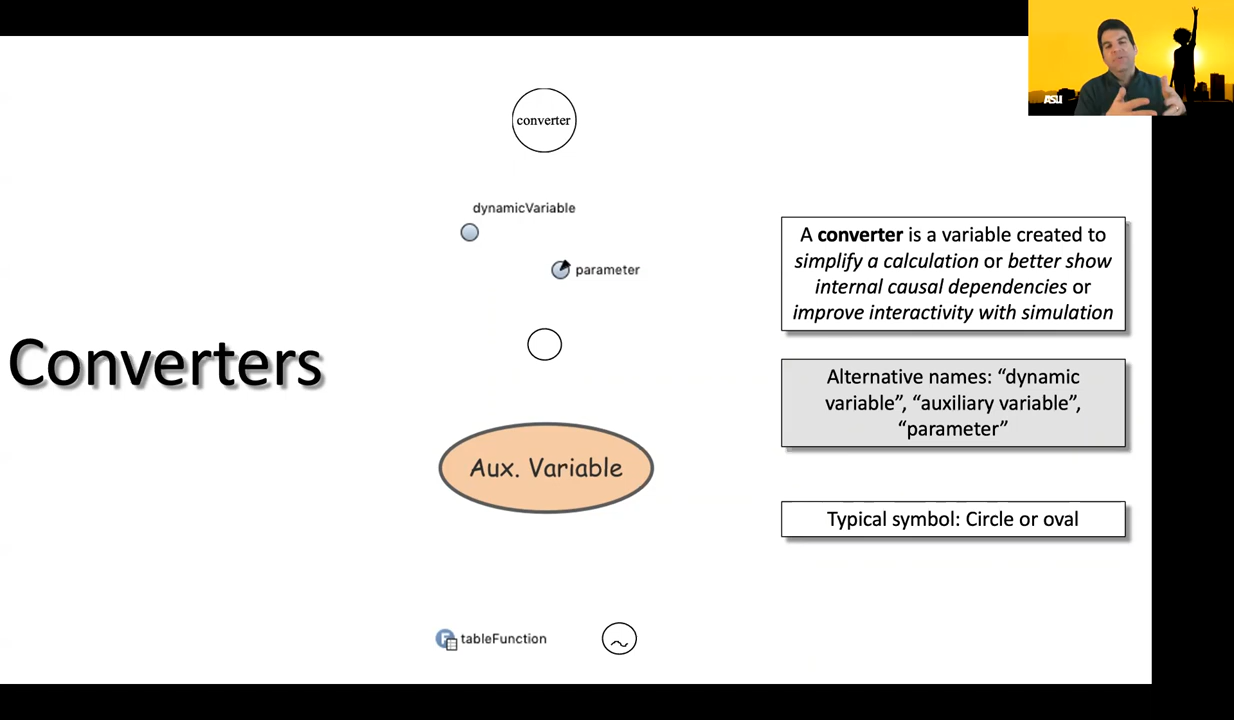 ASU
converter
dynamicVariable
parameter
Converters
Aux. Variable
tableFunction
A converter is a variable created to
simplify a calculation or better show
internal causal dependencies or
improve interactivity with simulation
Alternative names: “dynamic
variable”, “auxiliary variable”,
“parameter”
Typical symbol: Circle or oval